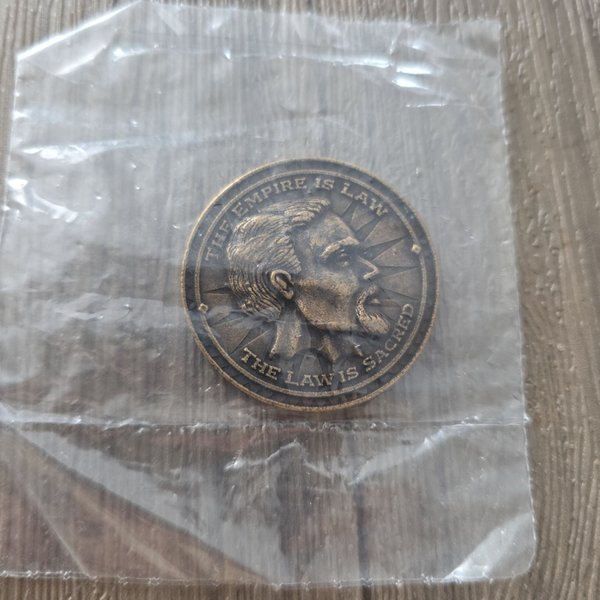 THE EMPIRE IS LAW
THE LAW IS SACRED